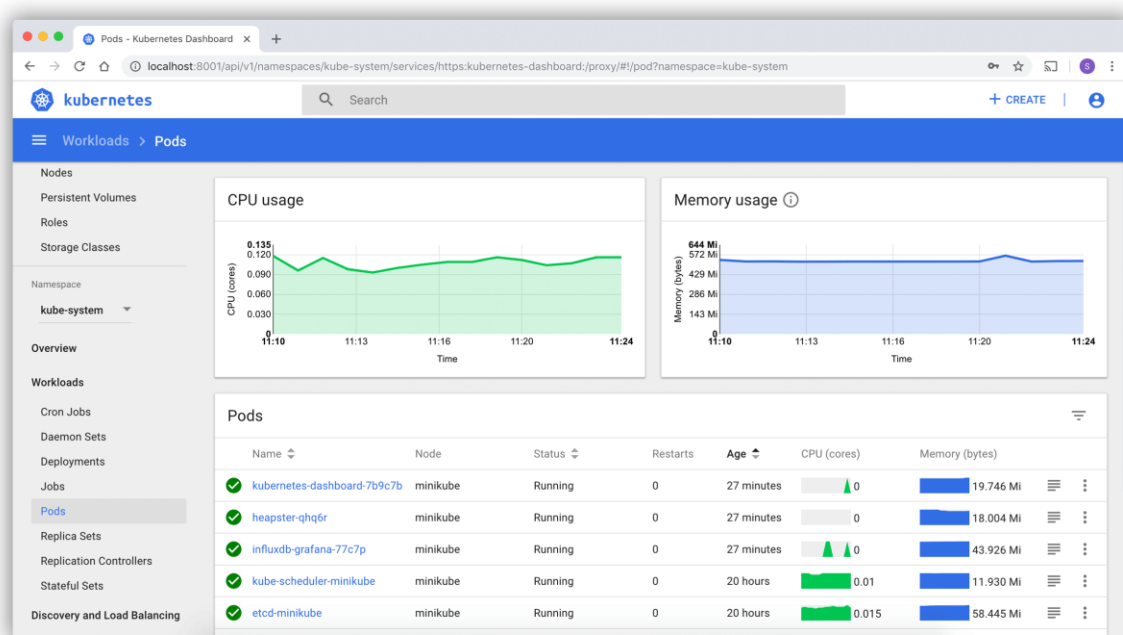 Pods - Kubernetes Dashboard
localhost:8001/api/v1/namespaces/kube-system/services/https:kubernetes-dashboard:/proxy/#!/pod?namespace=kube-system
S
kubernetes
Search
+ CREATE
Workloads > Pods
Nodes
Persistent Volumes
Roles
Storage Classes
Namespace
kube-system
Overview
Workloads
Cron Jobs
Daemon Sets
Deployments
Jobs
Pods
Replica Sets
Replication Controllers
Stateful Sets
Discovery and Load Balancing
CPU usage
CPU (cores)
0.135
0.120
0.090
0.060
0.030
0
11:10 11:13 11:16 11:20 11:24
Time
Memory usage
Memory (bytes)
644 Mi
572 Mi
429 Mi
286 Mi
143 Mi
0
11:10 11:13 11:16 11:20 11:24
Time
Pods
Name Node Status Restarts Age CPU (cores) Memory (bytes)
kubernetes-dashboard-7b9c7b minikube Running 0 27 minutes 0 19.746 Mi
heapster-qhq6r minikube Running 0 27 minutes 0 18.004 Mi
influxdb-grafana-77c7p minikube Running 0 27 minutes 0 43.926 Mi
kube-scheduler-minikube minikube Running 0 20 hours 0.01 11.930 Mi
etcd-minikube minikube Running 0 20 hours 0.015 58.445 Mi